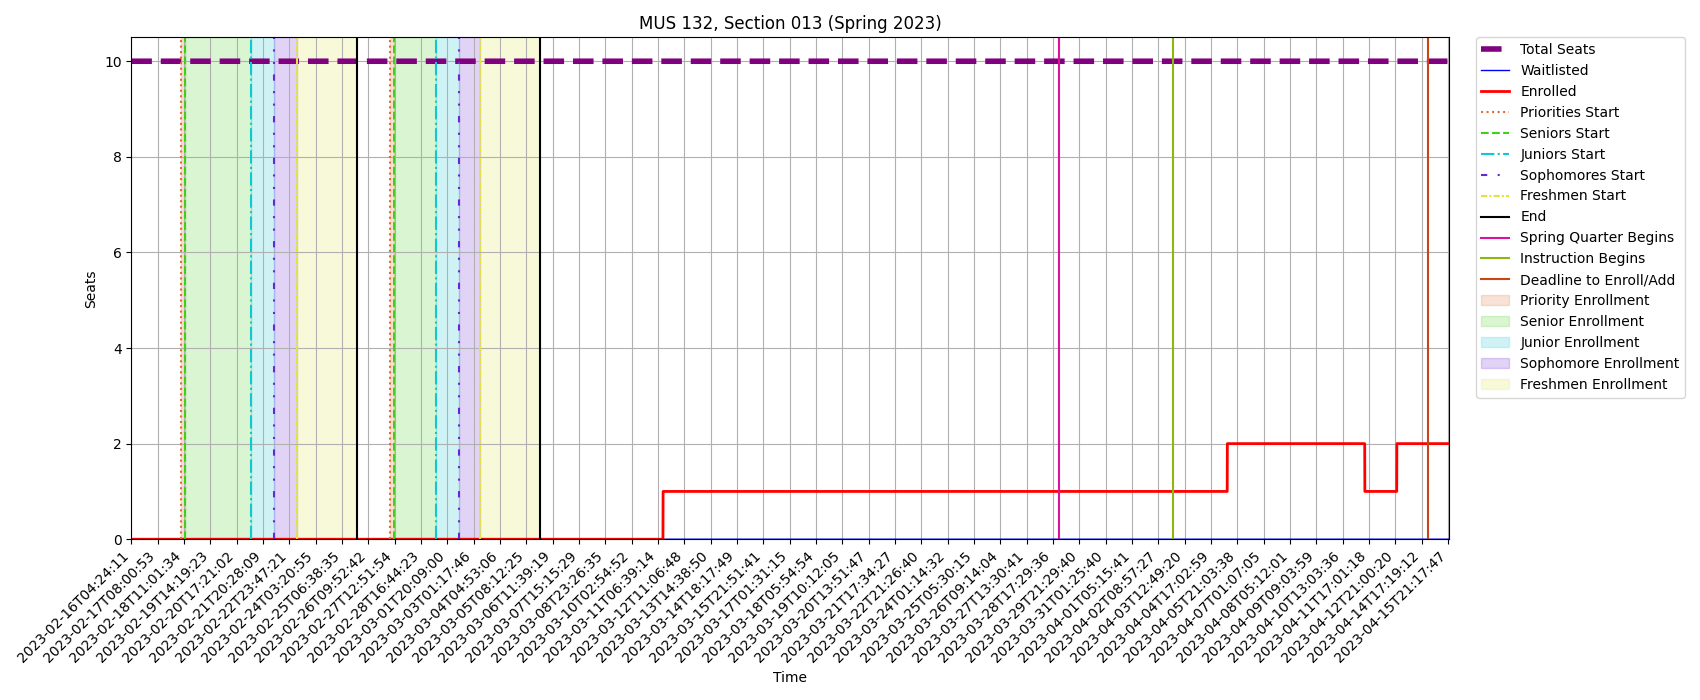 MUS 132, Section 013 (Spring 2023)
10
8
6
4
2
0
Seats
2023-02-16T04:24:11
2023-02-17T08:00:53
2023-02-18T11:01:34
2023-02-19T14:19:23
2023-02-20T17:21:02
2023-02-21T20:28:09
2023-02-22T23:47:21
2023-02-24T03:20:55
2023-02-25T06:38:35
2023-02-26T09:52:42
2023-02-27T12:51:54
2023-02-28T16:44:23
2023-03-01T20:09:00
2023-03-03T01:17:46
2023-03-04T04:53:06
2023-03-05T08:12:25
2023-03-06T11:39:19
2023-03-07T15:15:29
2023-03-08T23:26:35
2023-03-10T02:54:52
2023-03-11T06:39:14
2023-03-12T11:06:48
2023-03-13T14:38:50
2023-03-14T18:17:49
2023-03-15T21:51:41
2023-03-17T01:31:15
2023-03-18T05:54:54
2023-03-19T10:12:05
2023-03-20T13:51:47
2023-03-21T17:34:27
2023-03-22T21:26:40
2023-03-24T01:14:32
2023-03-25T05:30:15
2023-03-26T09:14:04
2023-03-27T13:30:41
2023-03-28T17:29:36
2023-03-29T21:29:40
2023-03-31T01:25:40
2023-04-01T05:15:41
2023-04-02T08:57:27
2023-04-03T12:49:20
2023-04-04T17:02:59
2023-04-05T21:03:38
2023-04-07T01:07:05
2023-04-08T05:12:01
2023-04-09T09:03:59
2023-04-10T13:03:36
2023-04-11T17:01:18
2023-04-12T21:00:20
2023-04-14T17:19:12
2023-04-15T21:17:47
Time
Total Seats
Waitlisted
Enrolled
Priorities Start
Seniors Start
Juniors Start
Sophomores Start
Freshmen Start
End
Spring Quarter Begins
Instruction Begins
Deadline to Enroll/Add
Priority Enrollment
Senior Enrollment
Junior Enrollment
Sophomore Enrollment
Freshmen Enrollment